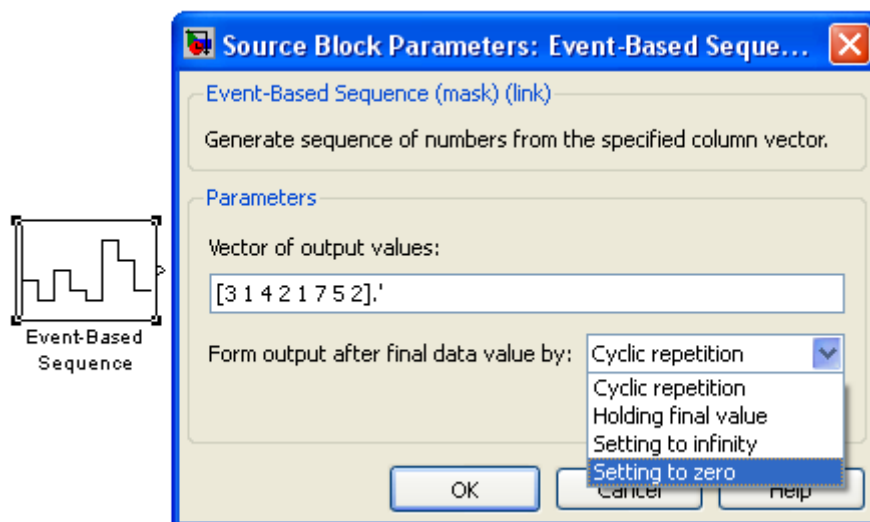 Source Block Parameters: Event-Based Seque...
Event-Based Sequence (mask) (link)
Generate sequence of numbers from the specified column vector.
Parameters
Vector of output values:
[3 1 4 2 1 7 5 2].'
Event-Based
Sequence
Form output after final data value by: Cyclic repetition
Cyclic repetition
Holding final value
Setting to infinity
Setting to zero
OK Cancel Help